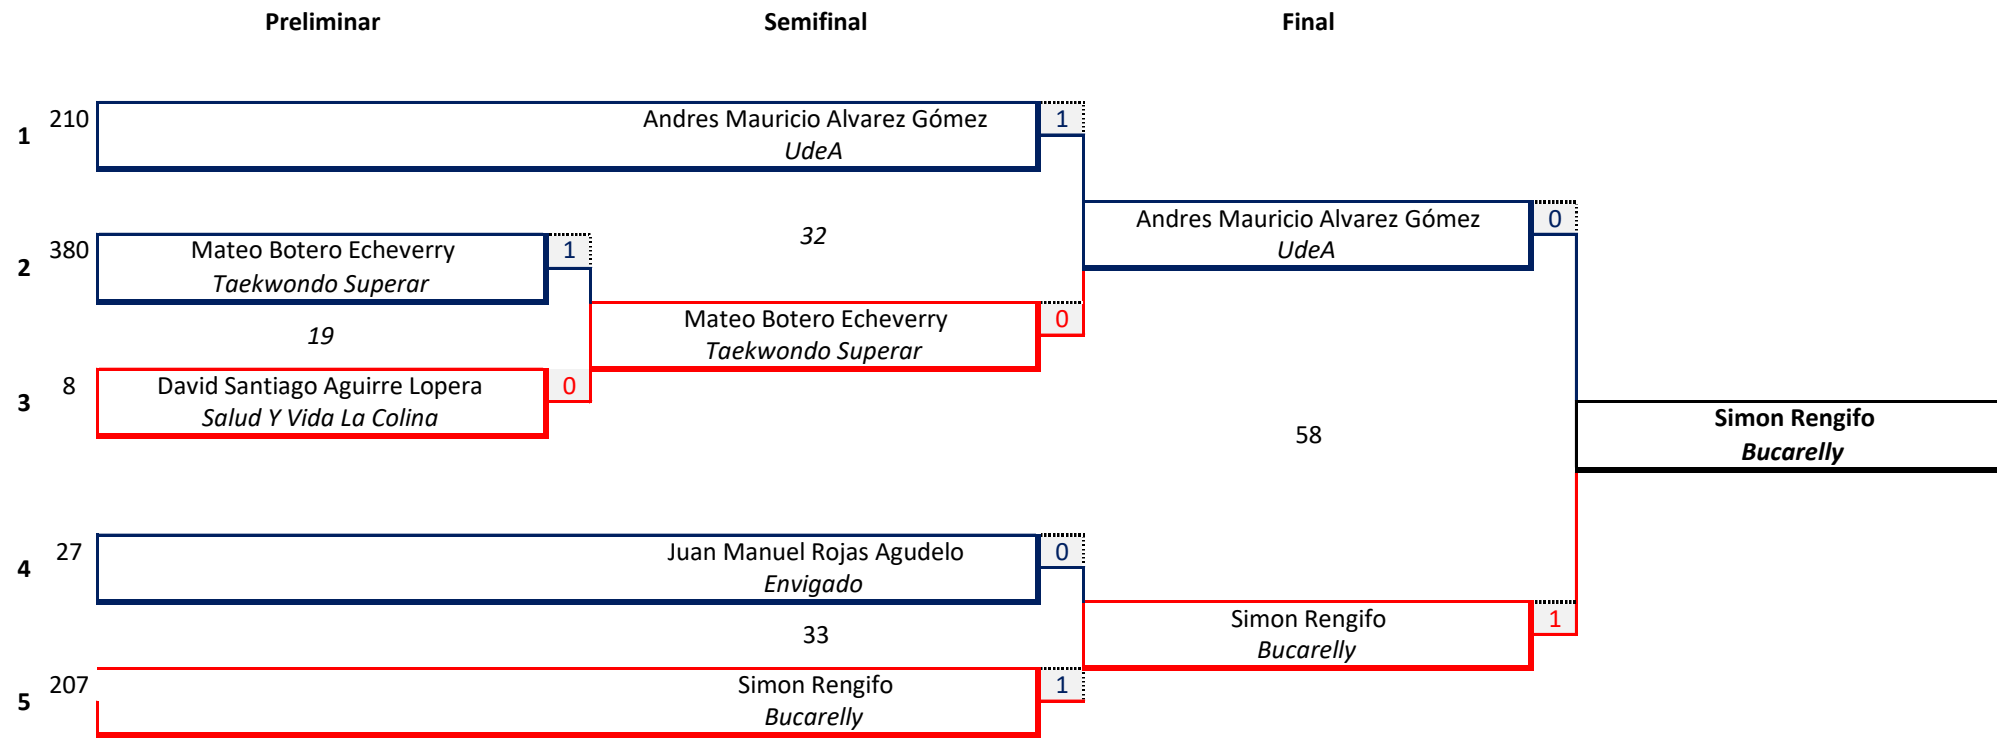 Preliminar Semifinal Final
1 210 Andres Mauricio Alvarez Gómez 1
UdeA
2 380 Mateo Botero Echeverry 1
Taekwondo Superar
32
Andres Mauricio Alvarez Gómez 0
UdeA
19
Mateo Botero Echeverry 0
Taekwondo Superar
3 8 David Santiago Aguirre Lopera 0
Salud Y Vida La Colina
58
Simon Rengifo
Bucarelly
4 27 Juan Manuel Rojas Agudelo 0
Envigado
33
Simon Rengifo 1
Bucarelly
5 207 Simon Rengifo 1
Bucarelly